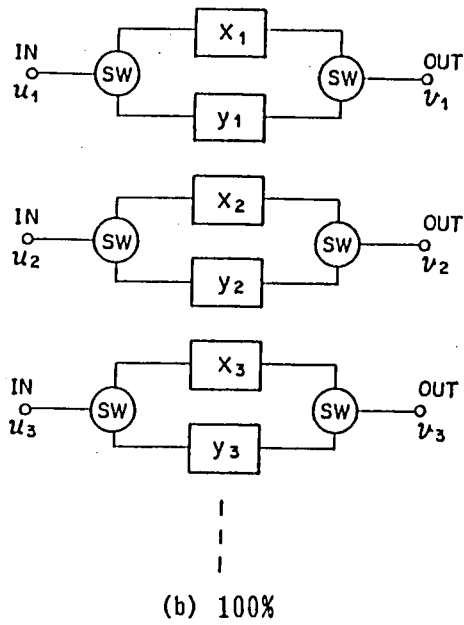 x₁
IN OUT
SW SW
u₁ v₁
y₁
x₂
IN OUT
SW SW
u₂ v₂
y₂
x₃
IN OUT
SW SW
u₃ v₃
y₃
(b) 100%